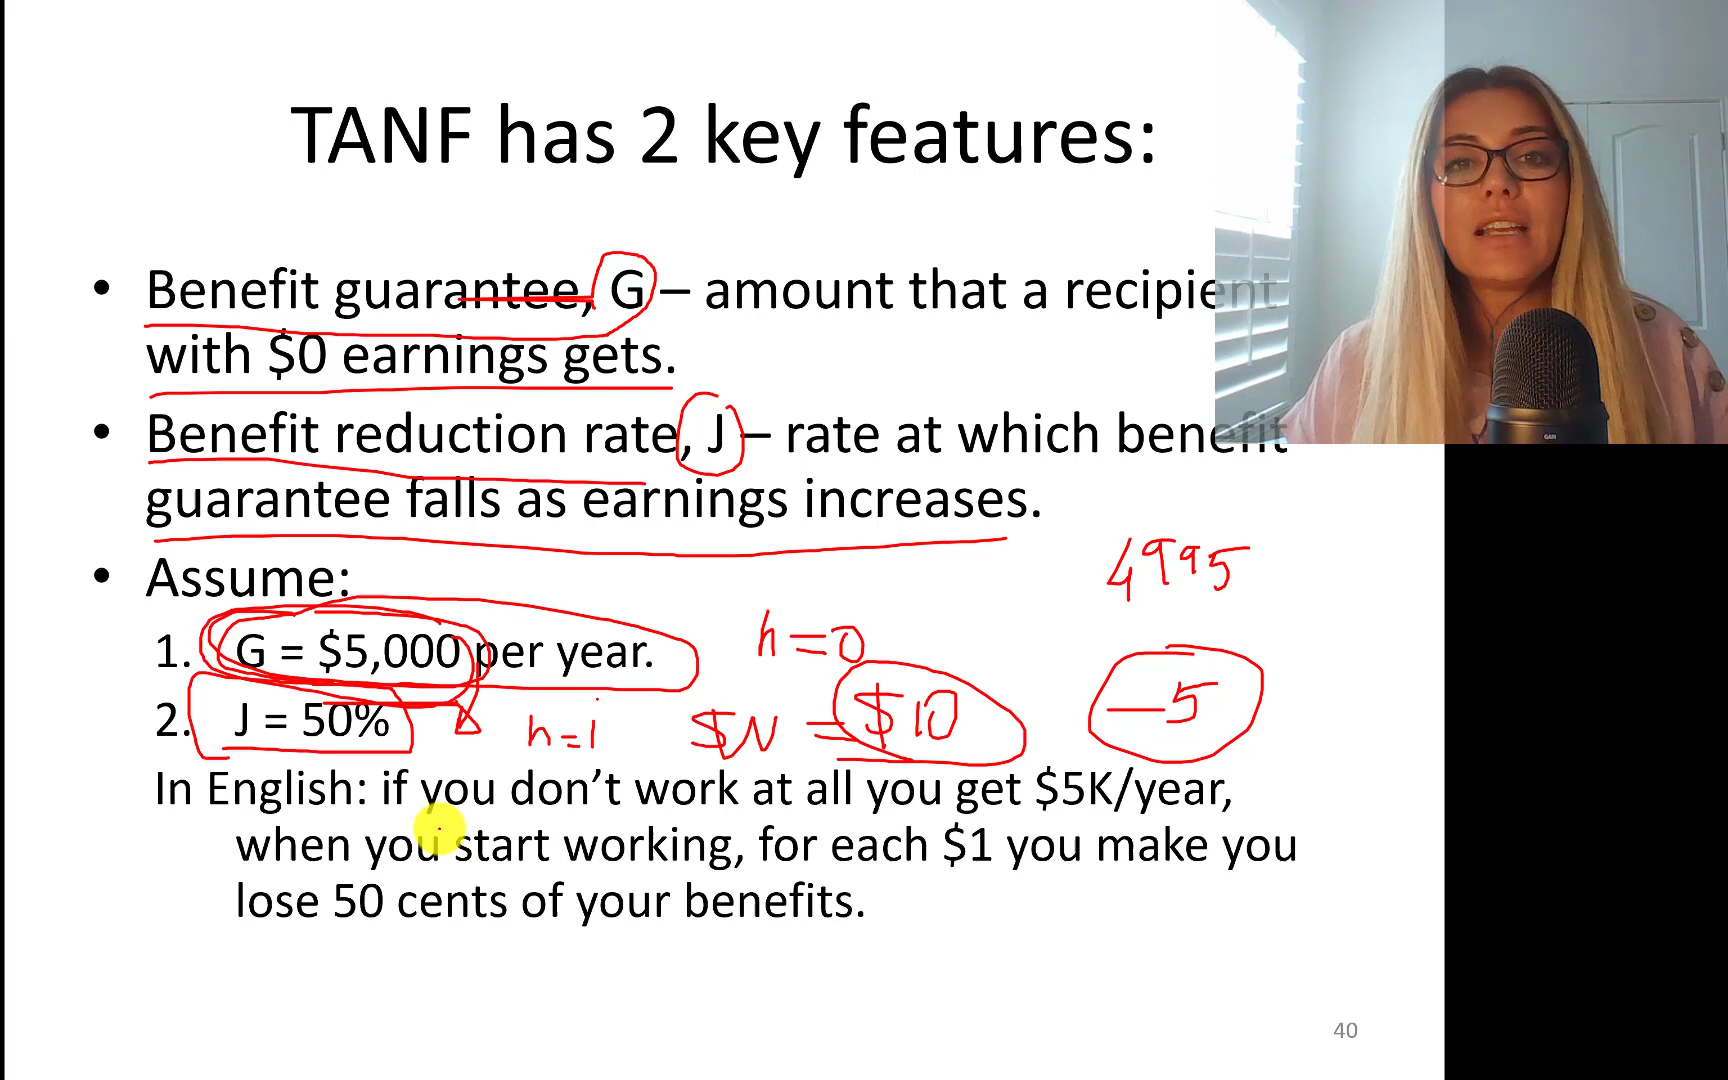 TANF has 2 key features:
• Benefit guarantee, G – amount that a recipient
with $0 earnings gets.
• Benefit reduction rate, J – rate at which benefit
guarantee falls as earnings increases.
• Assume:
4995
1. G = $5,000 per year.
h=0
2. J = 50%
h=1
$W = $10
—5
In English: if you don’t work at all you get $5K/year,
when you start working, for each $1 you make you
lose 50 cents of your benefits.
40